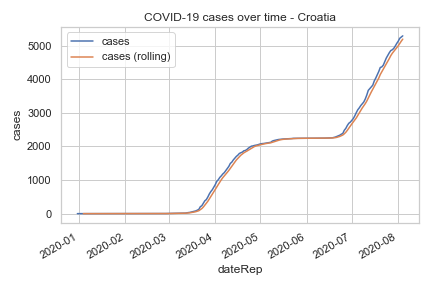 COVID-19 cases over time - Croatia
cases
cases (rolling)
5000
4000
3000
2000
1000
0
cases
2020-01
2020-02
2020-03
2020-04
2020-05
2020-06
2020-07
2020-08
dateRep